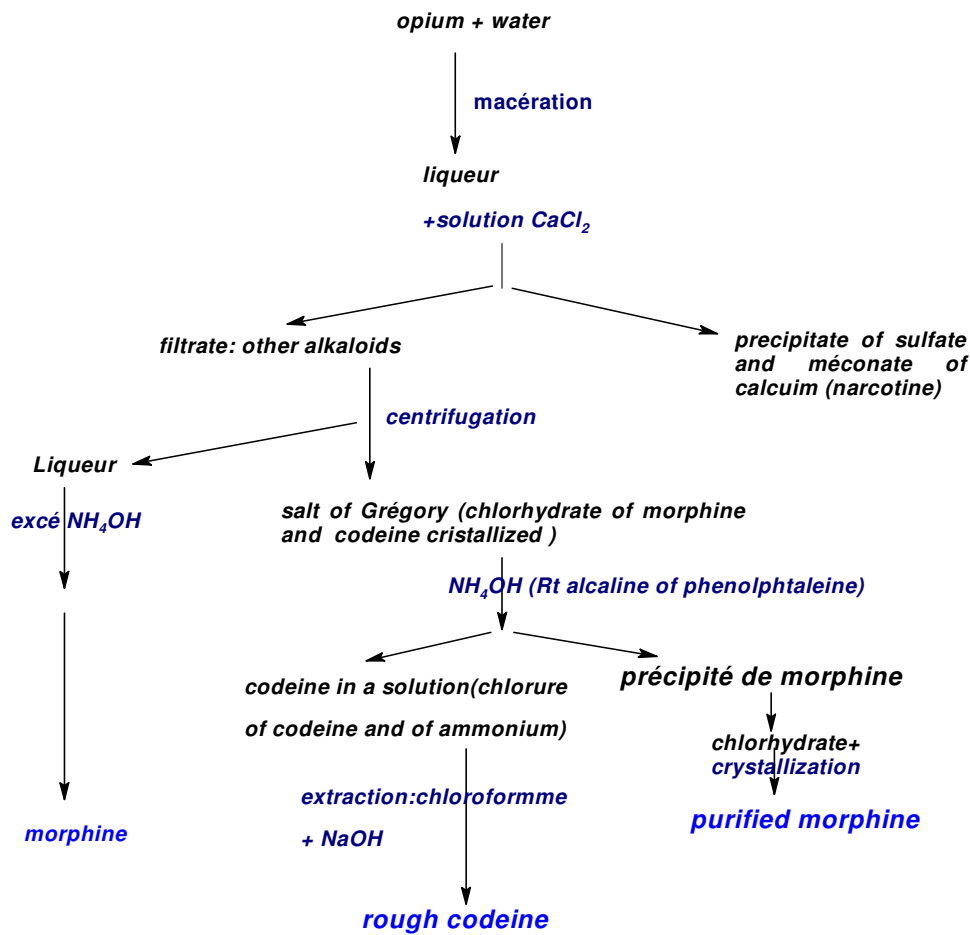 opium + water
macération
liqueur
+solution CaCl2
filtrate: other alkaloids
precipitate of sulfate
and méconate of
calcuim (narcotine)
centrifugation
Liqueur
excé NH4OH
salt of Grégory (chlorhydrate of morphine
and codeine cristallized )
NH4OH (Rt alcaline of phenolphtaleine)
codeine in a solution(chlorure
of codeine and of ammonium)
précipité de morphine
chlorhydrate+
crystallization
extraction:chloroformme
+ NaOH
purified morphine
morphine
rough codeine